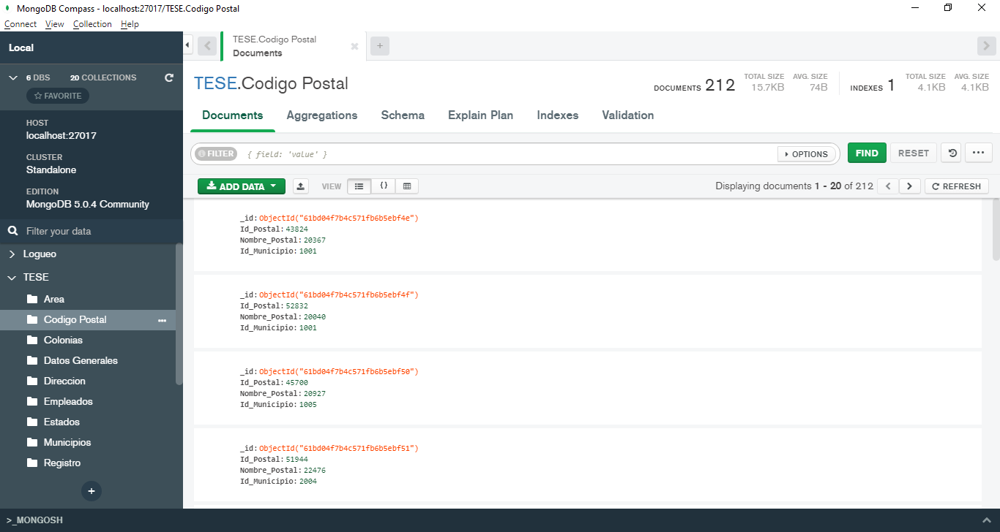 MongoDB Compass - localhost:27017/TESE.Codigo Postal
Connect View Collection Help
Local
6 DBS 20 COLLECTIONS
FAVORITE
HOST
localhost:27017
CLUSTER
Standalone
EDITION
MongoDB 5.0.4 Community
Filter your data
Logueo
TESE
Area
Codigo Postal
Colonias
Datos Generales
Direccion
Empleados
Estados
Municipios
Registro
TESE.Codigo Postal
Documents
TESE.Codigo Postal
DOCUMENTS 212 TOTAL SIZE 15.7KB AVG. SIZE 74B INDEXES 1 TOTAL SIZE 4.1KB AVG. SIZE 4.1KB
Documents Aggregations Schema Explain Plan Indexes Validation
FILTER { field: 'value' } OPTIONS FIND RESET
ADD DATA VIEW Displaying documents 1 - 20 of 212 REFRESH
_id: ObjectId("61bd04f7b4c571fb6b5ebf4e")
Id_Postal: 43824
Nombre_Postal: 20367
Id_Municipio: 1001
_id: ObjectId("61bd04f7b4c571fb6b5ebf4f")
Id_Postal: 52832
Nombre_Postal: 20040
Id_Municipio: 1001
_id: ObjectId("61bd04f7b4c571fb6b5ebf50")
Id_Postal: 45700
Nombre_Postal: 20927
Id_Municipio: 1005
_id: ObjectId("61bd04f7b4c571fb6b5ebf51")
Id_Postal: 51944
Nombre_Postal: 22476
Id_Municipio: 2004
>_MONGOSH